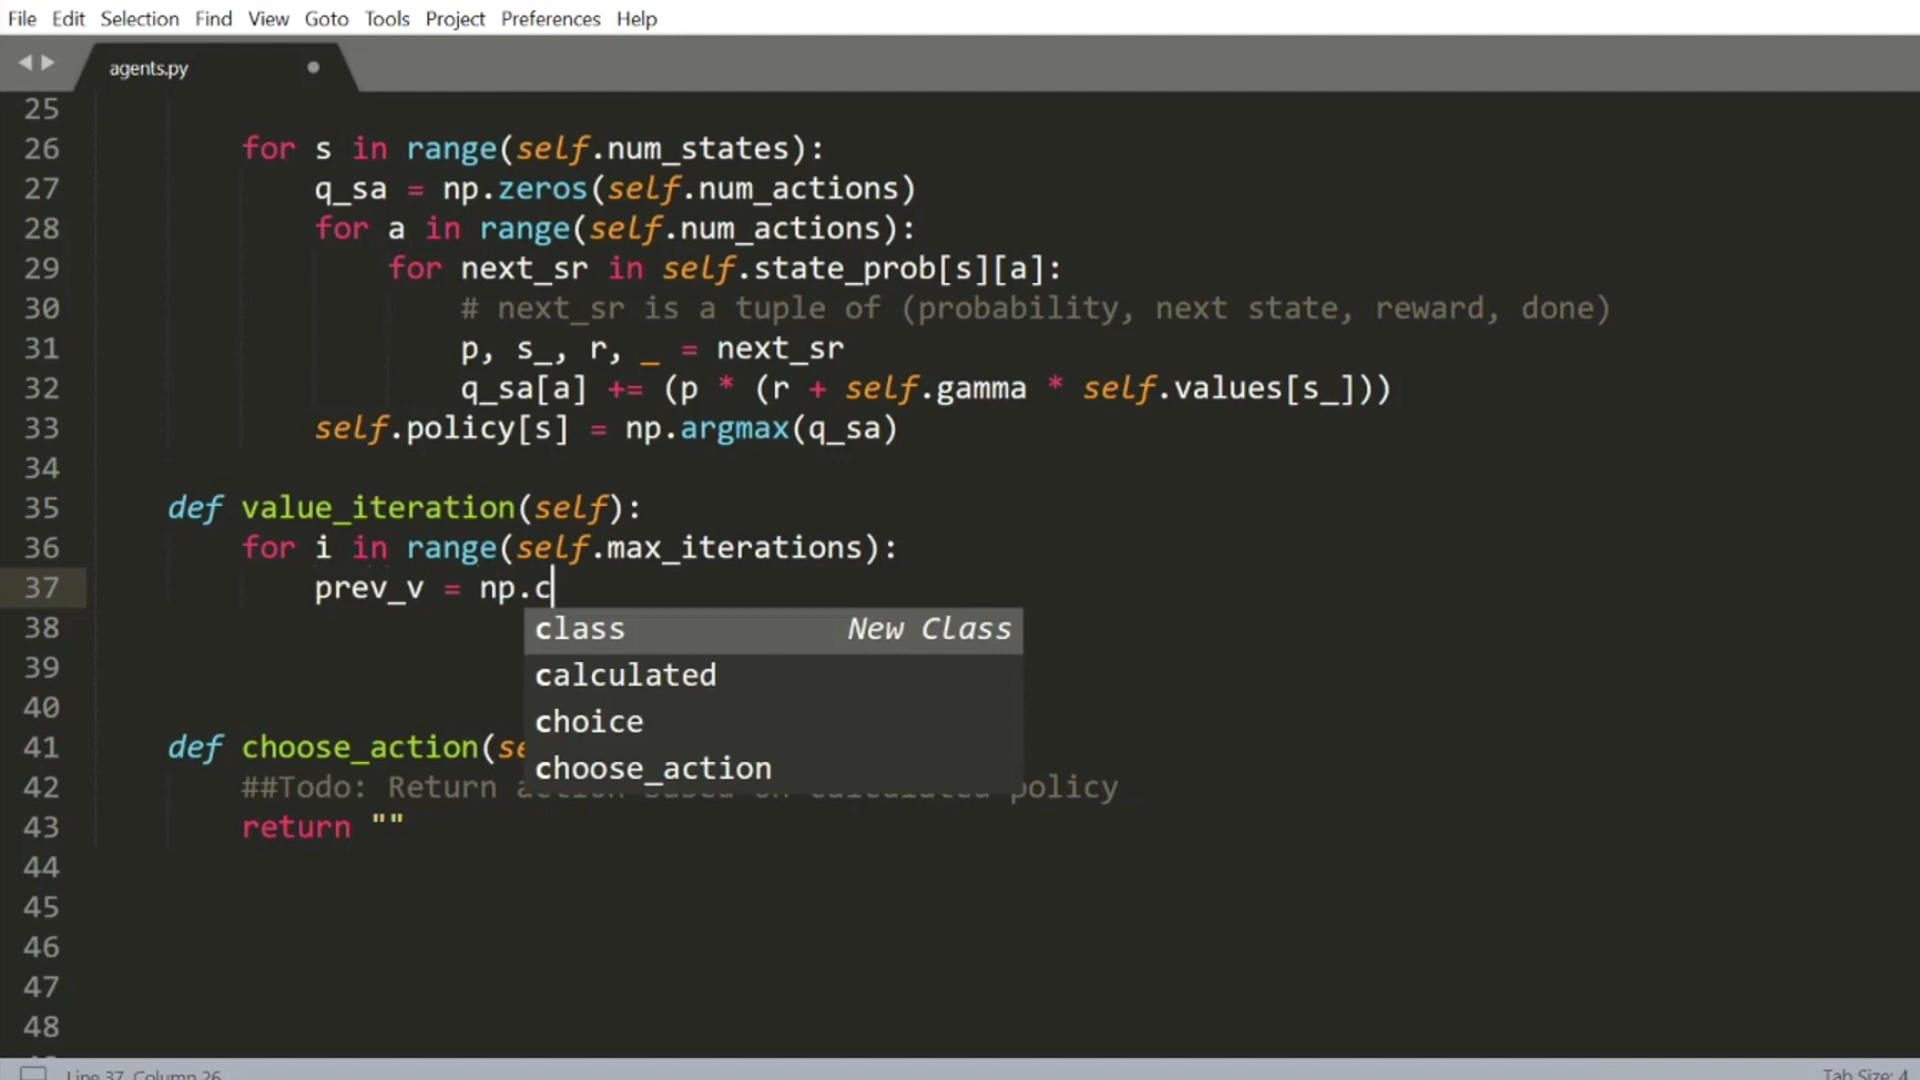 File Edit Selection Find View Goto Tools Project Preferences Help
agents.py
25
26 for s in range(self.num_states):
27 q_sa = np.zeros(self.num_actions)
28 for a in range(self.num_actions):
29 for next_sr in self.state_prob[s][a]:
30 # next_sr is a tuple of (probability, next state, reward, done)
31 p, s_, r, _ = next_sr
32 q_sa[a] += (p * (r + self.gamma * self.values[s_]))
33 self.policy[s] = np.argmax(q_sa)
34
35 def value_iteration(self):
36 for i in range(self.max_iterations):
37 prev_v = np.c
38 class New Class
39 calculated
40 choice
41 def choose_action(se
choose_action
42 ##Todo: Return policy
43 return ""
44
45
46
47
48
Line 37, Column 26 Tab Size: 4